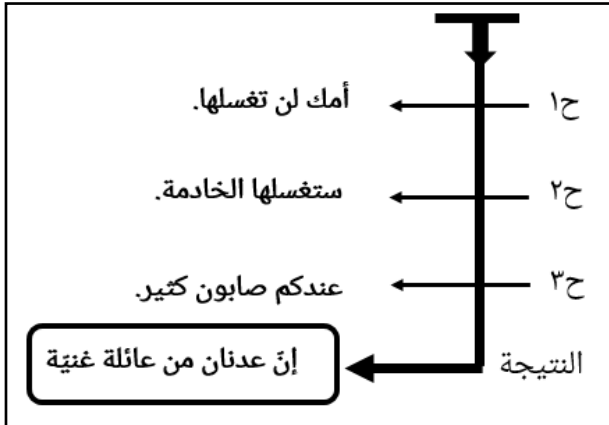 ح١ أمك لن تغسلها.
ح٢ ستغسلها الخادمة.
ح٣ عندكم صابون كثير.
النتيجة إنّ عدنان من عائلة غنيّة